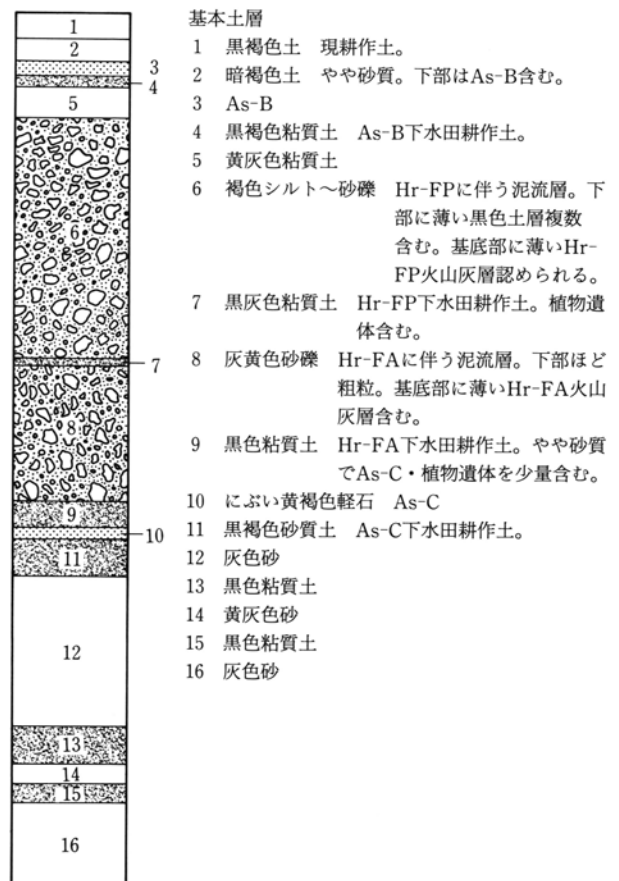 基本土層
1 黒褐色土 現耕作土。
2 暗褐色土 やや砂質。下部はAs-B含む。
3 As-B
4 黒褐色粘質土 As-B下水田耕作土。
5 黄灰色粘質土
6 褐色シルト～砂礫 Hr-FPに伴う泥流層。下
部に薄い黒色土層複数
含む。基底部に薄いHr-
FP火山灰層認められる。
7 黒灰色粘質土 Hr-FP下水田耕作土。植物遺
体含む。
8 灰黄色砂礫 Hr-FAに伴う泥流層。下部ほど
粗粒。基底部に薄いHr-FA火山
灰層含む。
9 黒色粘質土 Hr-FA下水田耕作土。やや砂質
でAs-C・植物遺体を少量含む。
10 にぶい黄褐色軽石 As-C
11 黒褐色砂質土 As-C下水田耕作土。
12 灰色砂
13 黒色粘質土
14 黄灰色砂
15 黒色粘質土
16 灰色砂
1
2
3
4
5
6
7
8
9
10
11
12
13
14
15
16